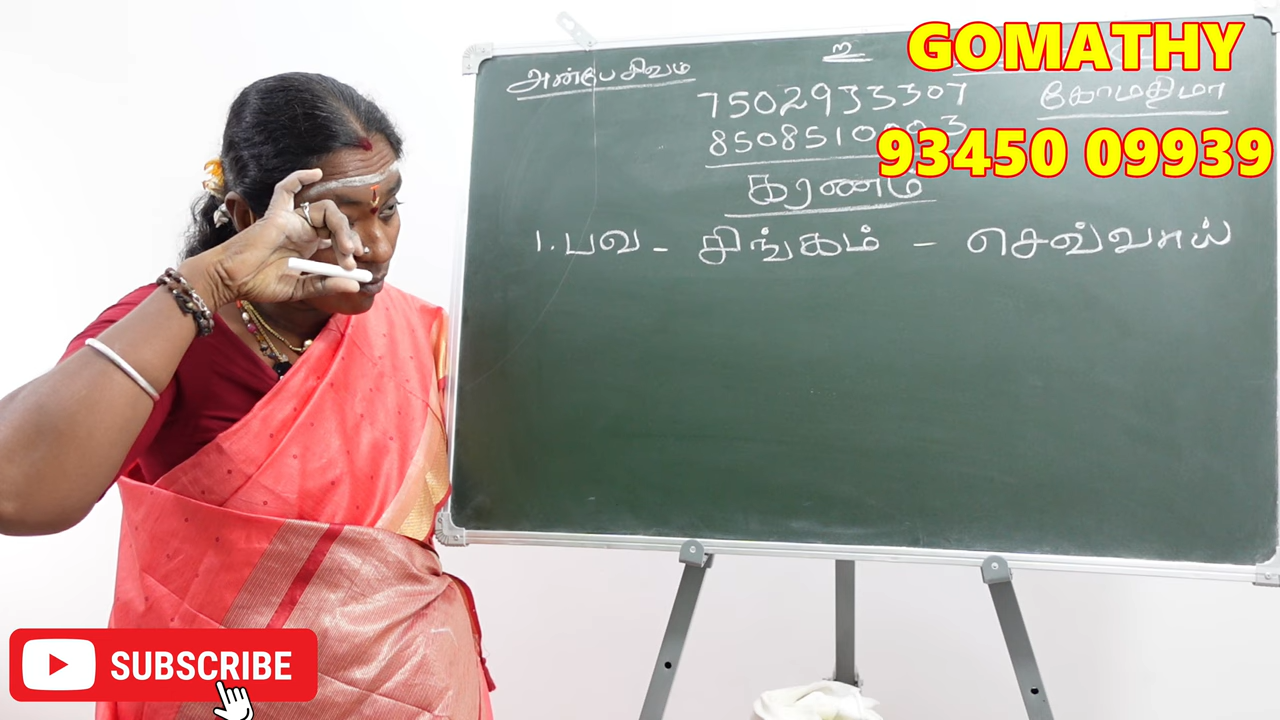 உ
GOMATHY
அன்பே சிவம்
7502933307
கோமதிமா
93450 09939
கரணம்
1. பவ - சிங்கம் - செவ்வாய்
SUBSCRIBE